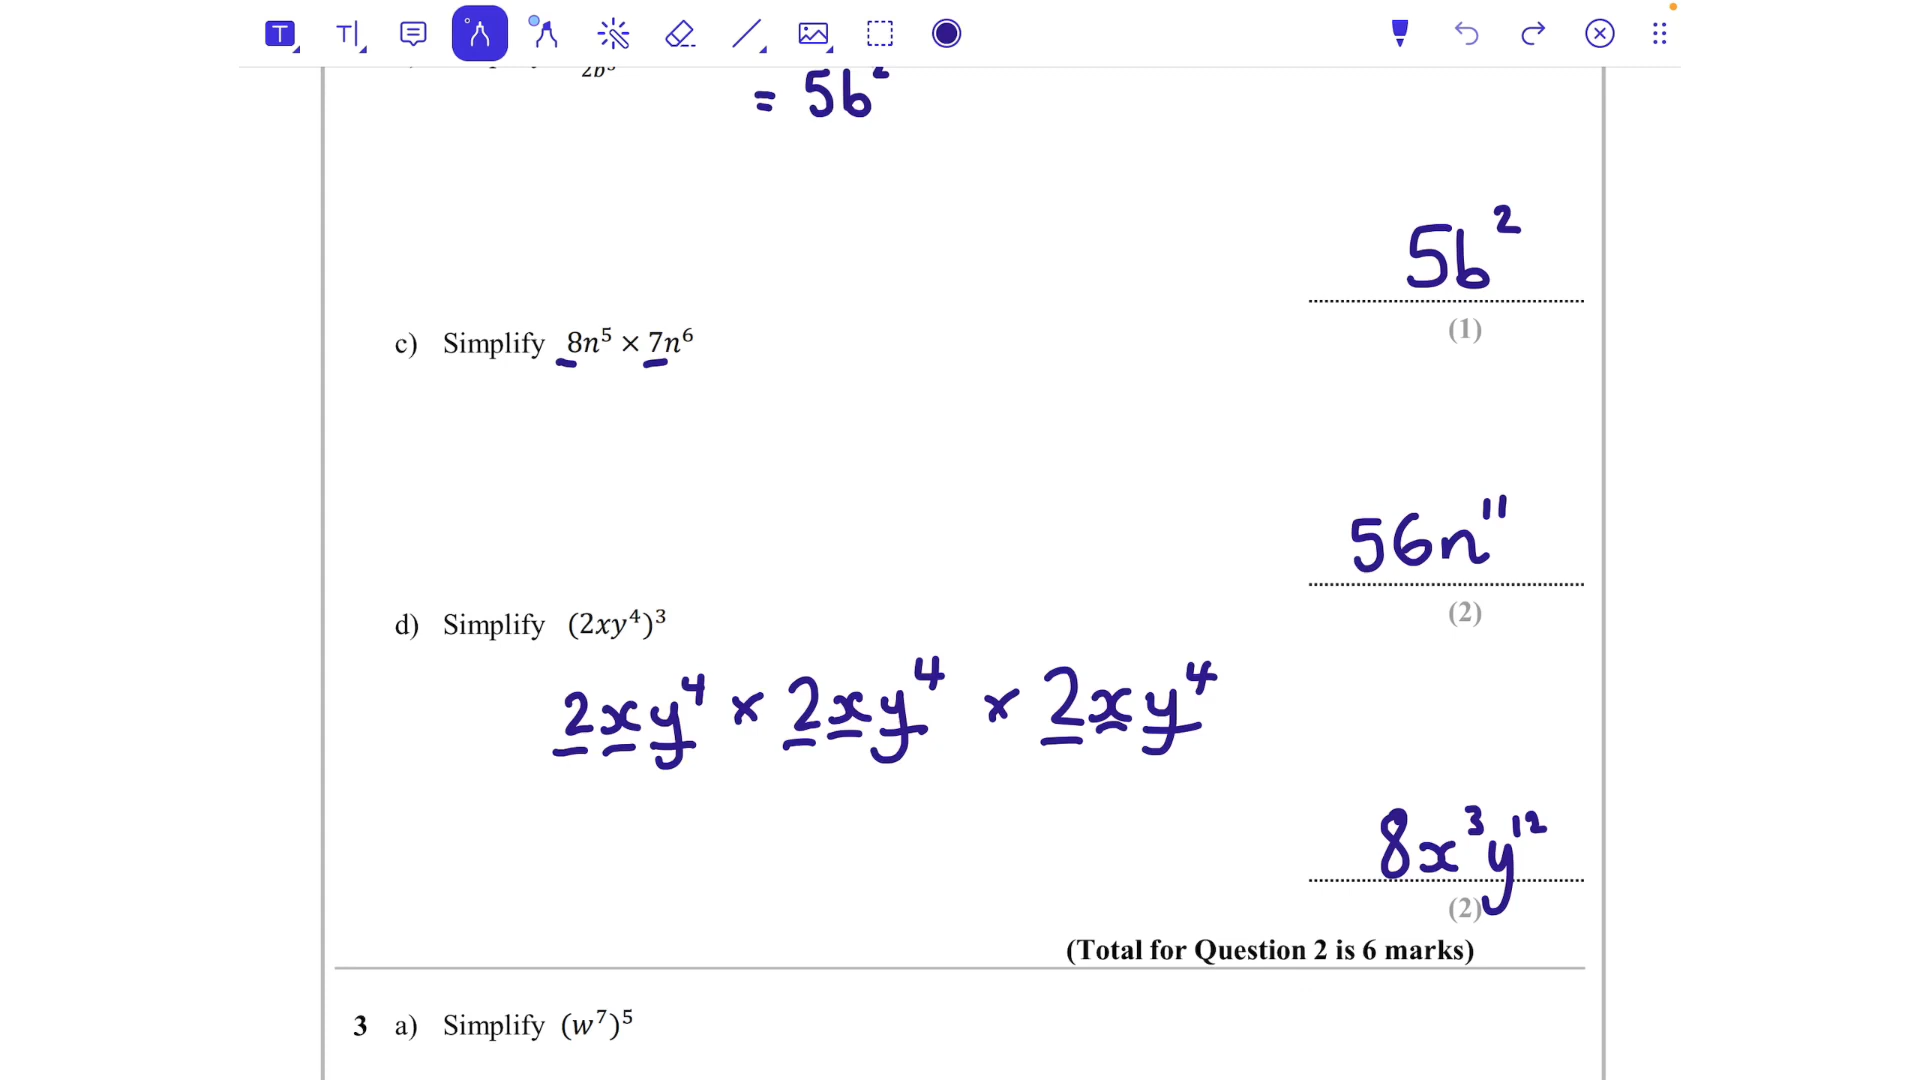 = 5b²
5b²
(1)
c) Simplify 8n⁵ × 7n⁶
56n¹¹
(2)
d) Simplify (2xy⁴)³
2xy⁴ × 2xy⁴ × 2xy⁴
8x³y¹²
(2)
(Total for Question 2 is 6 marks)
3 a) Simplify (w⁷)⁵